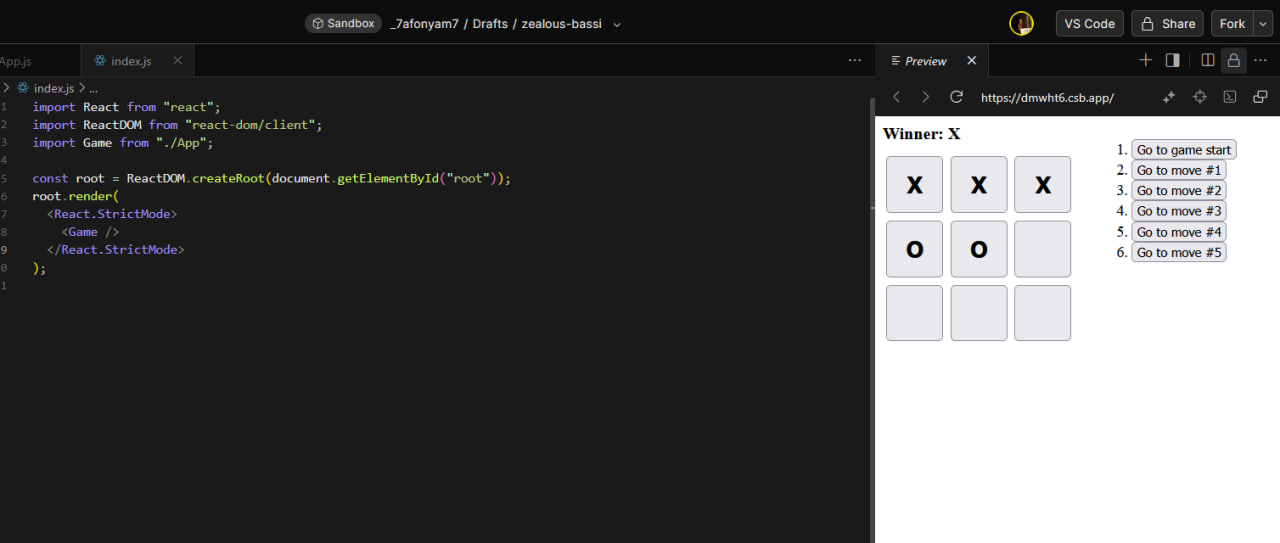 Sandbox _7afonyam7 / Drafts / zealous-bassi VS Code Share Fork
App.js index.js Preview
index.js > ... https://dmwht6.csb.app/
1 import React from "react";
2 import ReactDOM from "react-dom/client";
3 import Game from "./App";
4
5 const root = ReactDOM.createRoot(document.getElementById("root"));
6 root.render(
7 <React.StrictMode>
8 <Game />
9 </React.StrictMode>
0 );
1
Winner: X
X X X
O O
1. Go to game start
2. Go to move #1
3. Go to move #2
4. Go to move #3
5. Go to move #4
6. Go to move #5